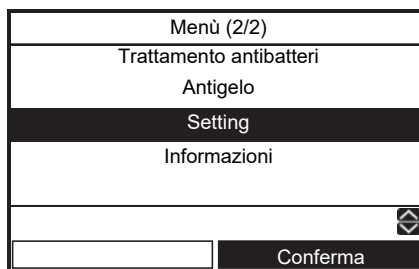 Menù (2/2)
Trattamento antibatteri
Antigelo
Setting
Informazioni
Conferma